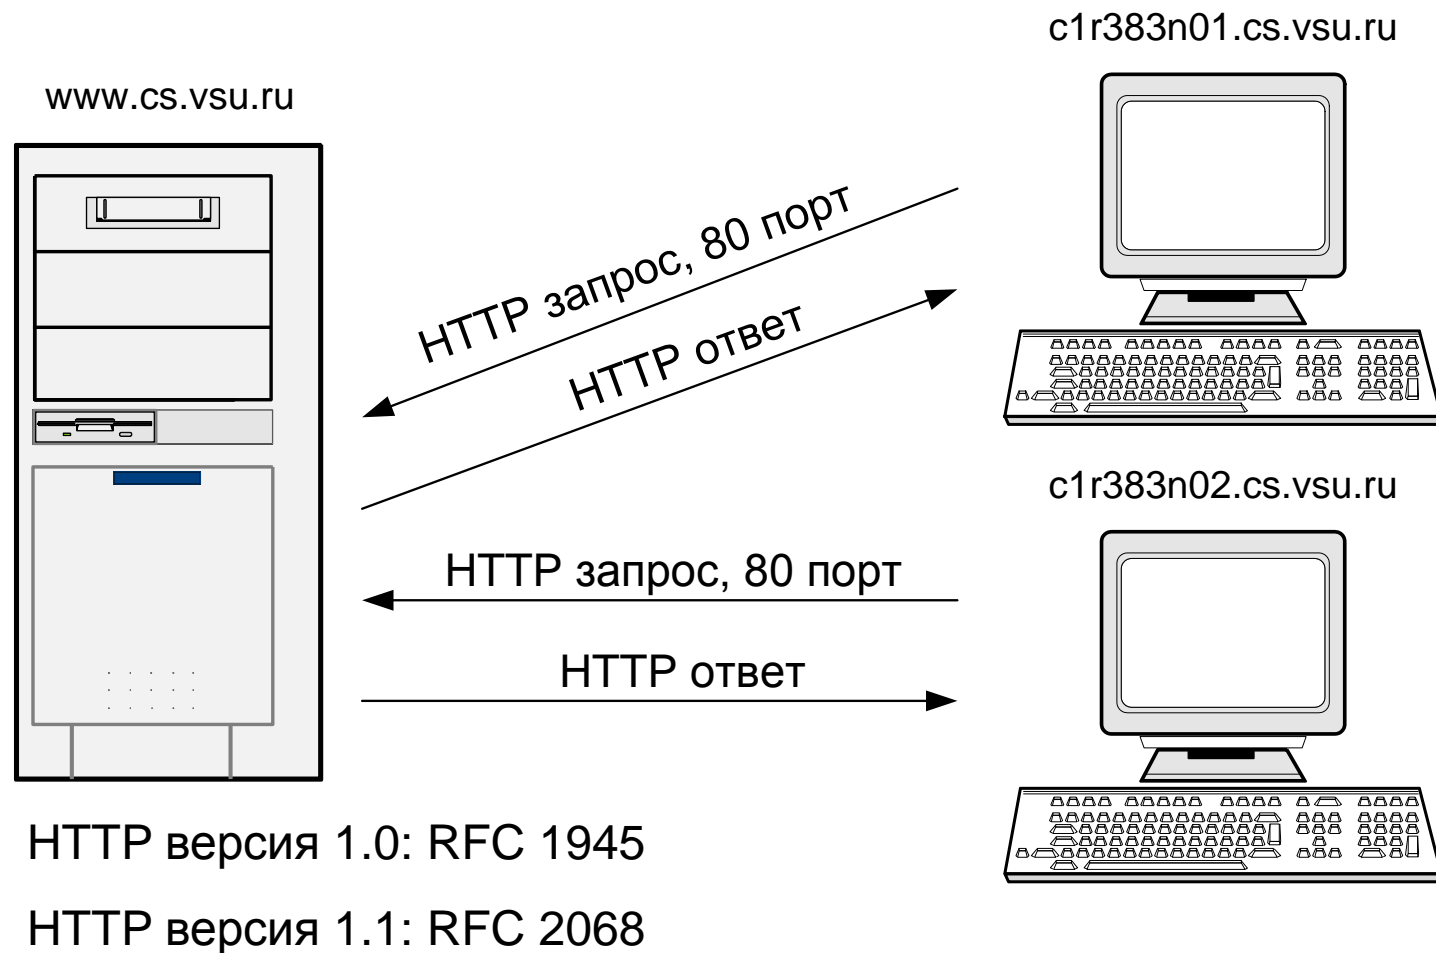 c1r383n01.cs.vsu.ru
www.cs.vsu.ru
HTTP запрос, 80 порт
HTTP ответ
c1r383n02.cs.vsu.ru
HTTP запрос, 80 порт
HTTP ответ
HTTP версия 1.0: RFC 1945
HTTP версия 1.1: RFC 2068